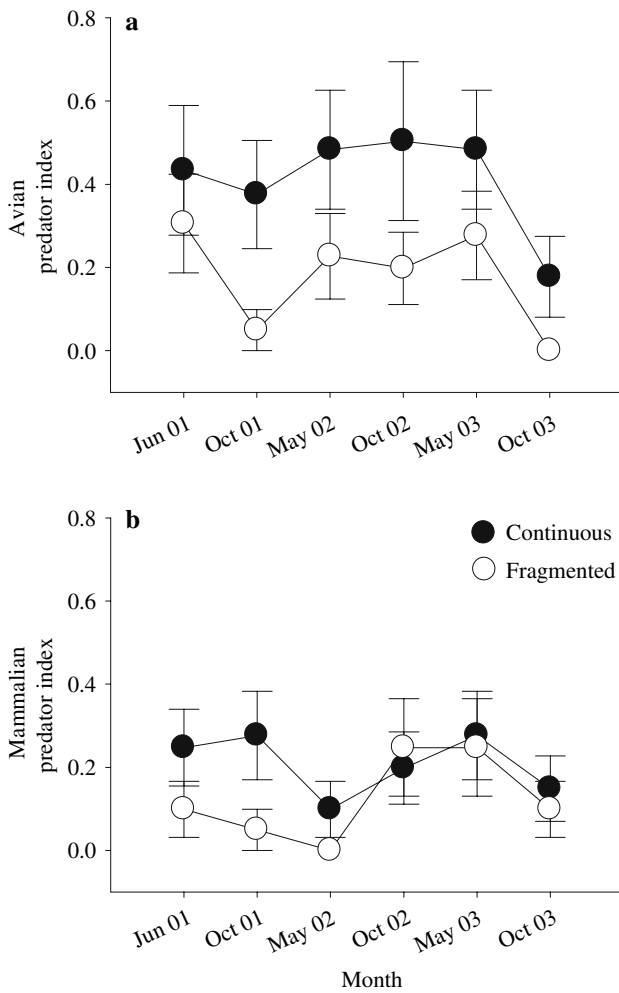 a
Avian
predator index
0.8
0.6
0.4
0.2
0.0
Jun 01
Oct 01
May 02
Oct 02
May 03
Oct 03
b
Continuous
Fragmented
Mammalian
predator index
0.8
0.6
0.4
0.2
0.0
Jun 01
Oct 01
May 02
Oct 02
May 03
Oct 03
Month